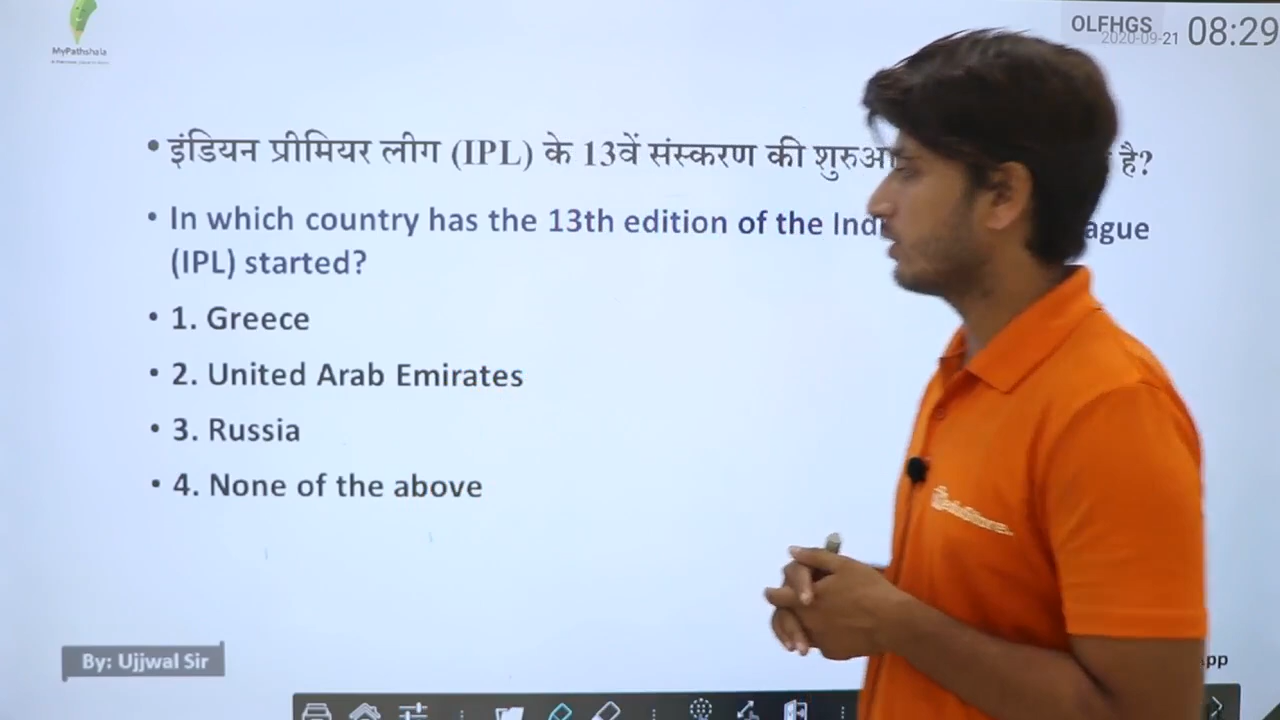 MyPathshala
OLFHGS
2020-09-21 08:29
• इंडियन प्रीमियर लीग (IPL) के 13वें संस्करण की है?
• In which country has the 13th edition of the
(IPL) started?
• 1. Greece
• 2. United Arab Emirates
• 3. Russia
• 4. None of the above
By: Ujjwal Sir